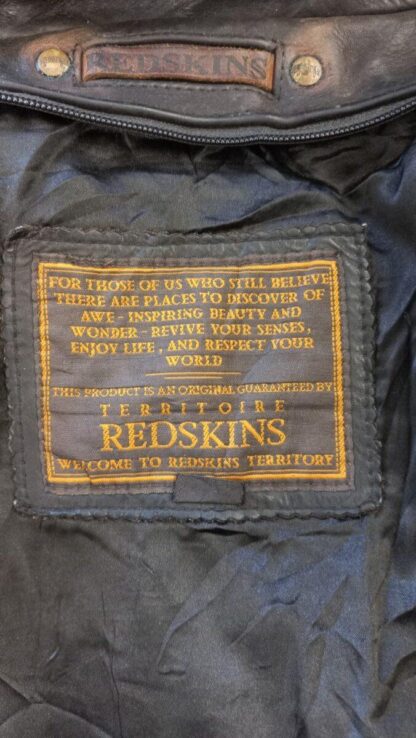 REDSKINS
FOR THOSE OF US WHO STILL BELIEVE
THERE ARE PLACES TO DISCOVER OF
AWE-INSPIRING BEAUTY AND
WONDER-REVIVE YOUR SENSES,
ENJOY LIFE, AND RESPECT YOUR
WORLD
THIS PRODUCT IS AN ORIGINAL GUARANTEED BY
TERRITOIRE
REDSKINS
WELCOME TO REDSKINS TERRITORY